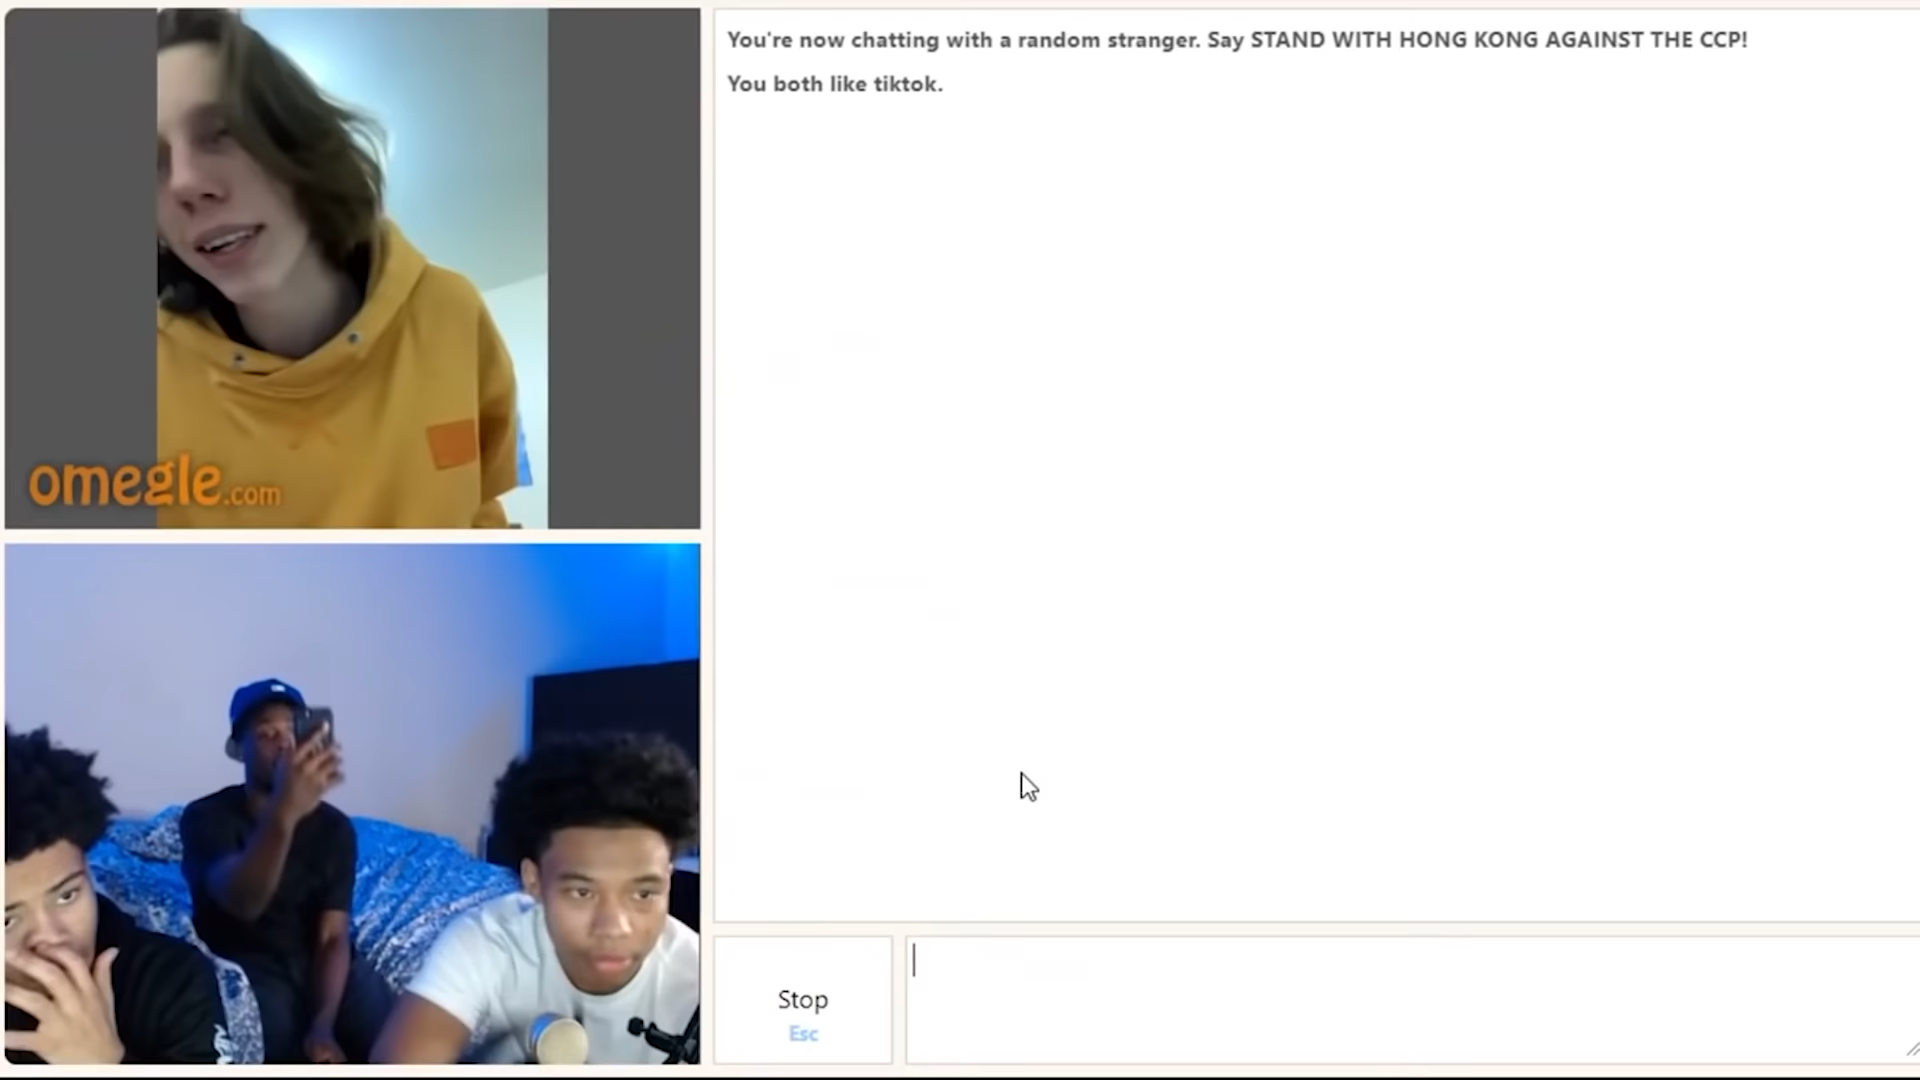 You're now chatting with a random stranger. Say STAND WITH HONG KONG AGAINST THE CCP!
You both like tiktok.
omegle.com
Stop
Esc